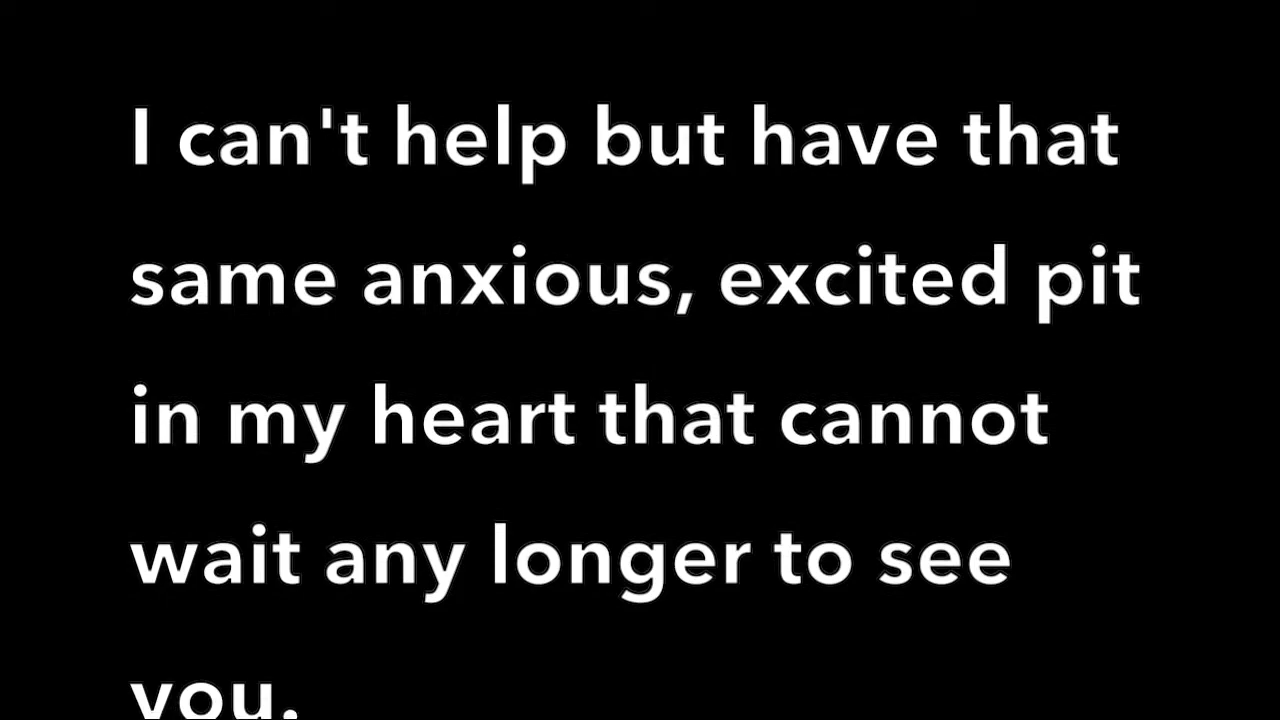 I can't help but have that
same anxious, excited pit
in my heart that cannot
wait any longer to see
you.